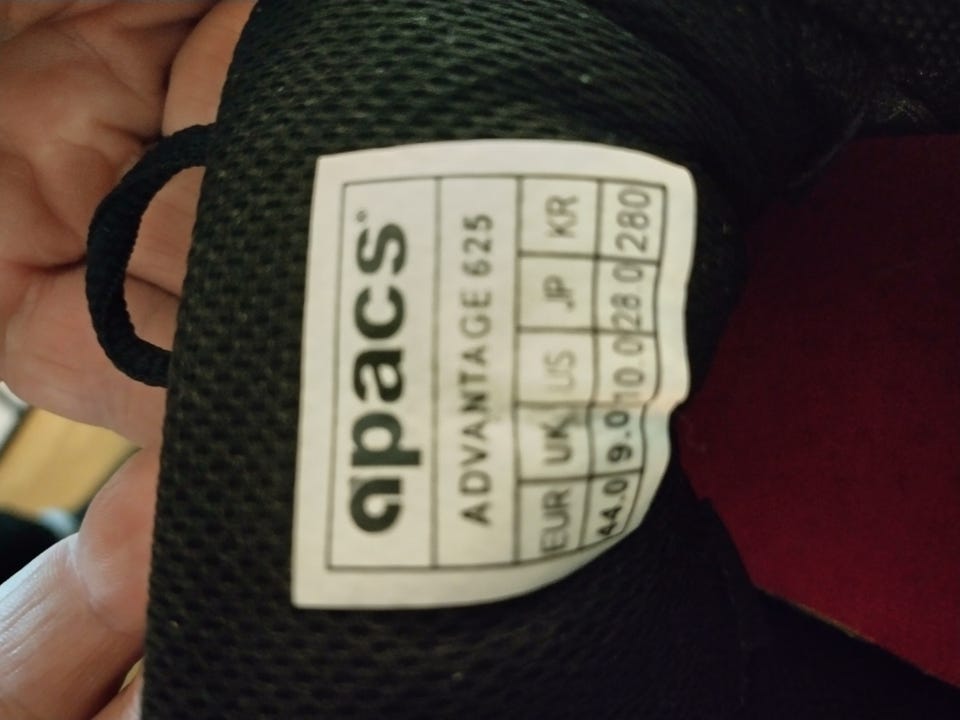 apacs
ADVANTAGE 625
EUR UK US JP KR
44.0 9.0 10.0 28.0 280